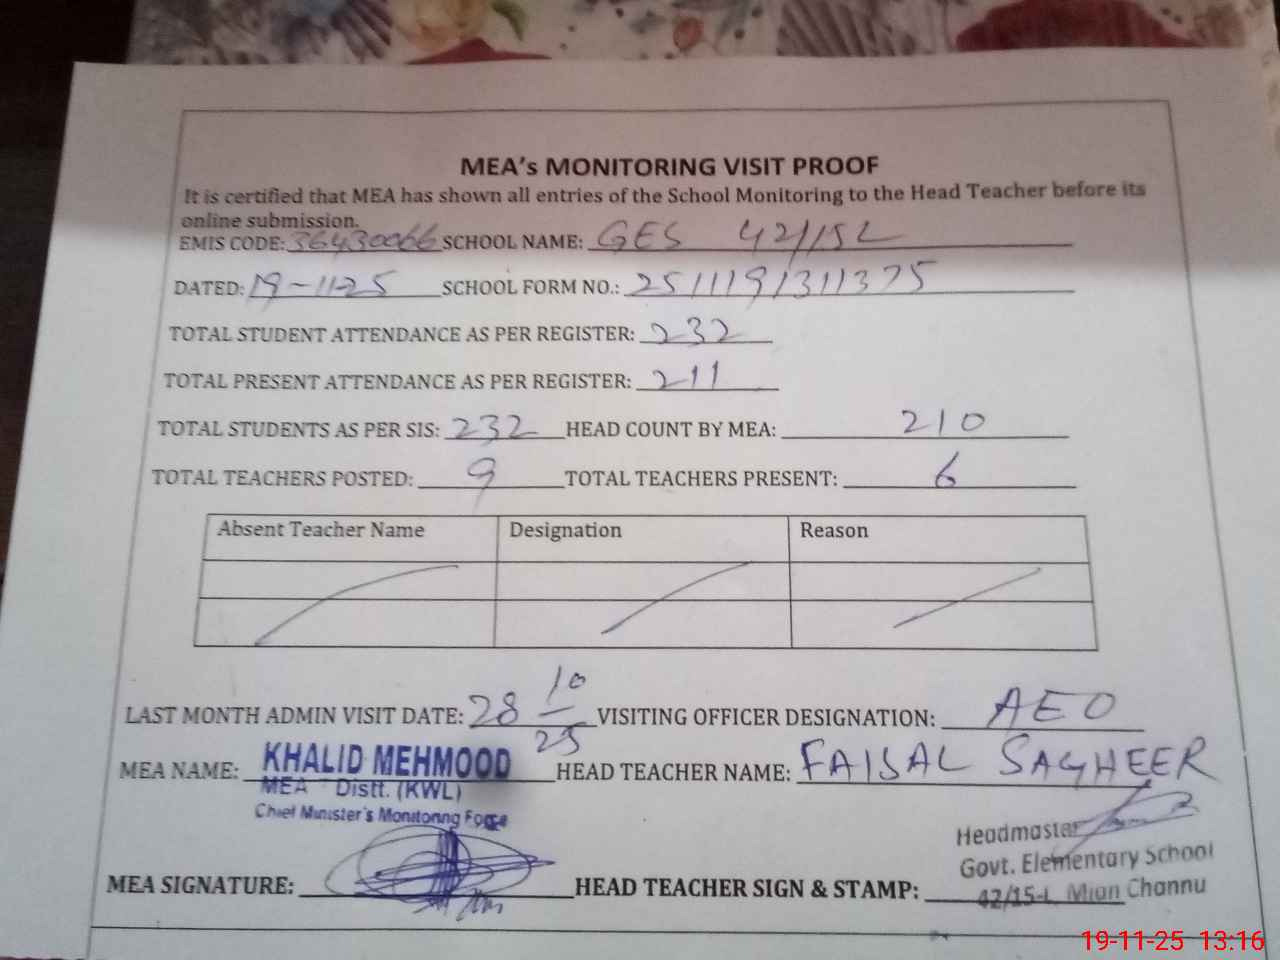 MEA's MONITORING VISIT PROOF
It is certified that MEA has shown all entries of the School Monitoring to the Head Teacher before its
online submission.
EMIS CODE: 36430066 SCHOOL NAME: GES 42/15L
DATED: 19-11-25 SCHOOL FORM NO.: 2511191311375
TOTAL STUDENT ATTENDANCE AS PER REGISTER: 232
TOTAL PRESENT ATTENDANCE AS PER REGISTER: 211
TOTAL STUDENTS AS PER SIS: 232 HEAD COUNT BY MEA: 210
TOTAL TEACHERS POSTED: 9 TOTAL TEACHERS PRESENT: 6
Absent Teacher Name Designation Reason
LAST MONTH ADMIN VISIT DATE: 28 10/25 VISITING OFFICER DESIGNATION: AEO
MEA NAME: KHALID MEHMOOD HEAD TEACHER NAME: FAISAL SAGHEER
MEA Distt. (KWL)
Chief Minister's Monitoring Force
Headmaster
Govt. Elementary School
42/15-L Mian Channu
MEA SIGNATURE: HEAD TEACHER SIGN & STAMP:
19-11-25 13:16